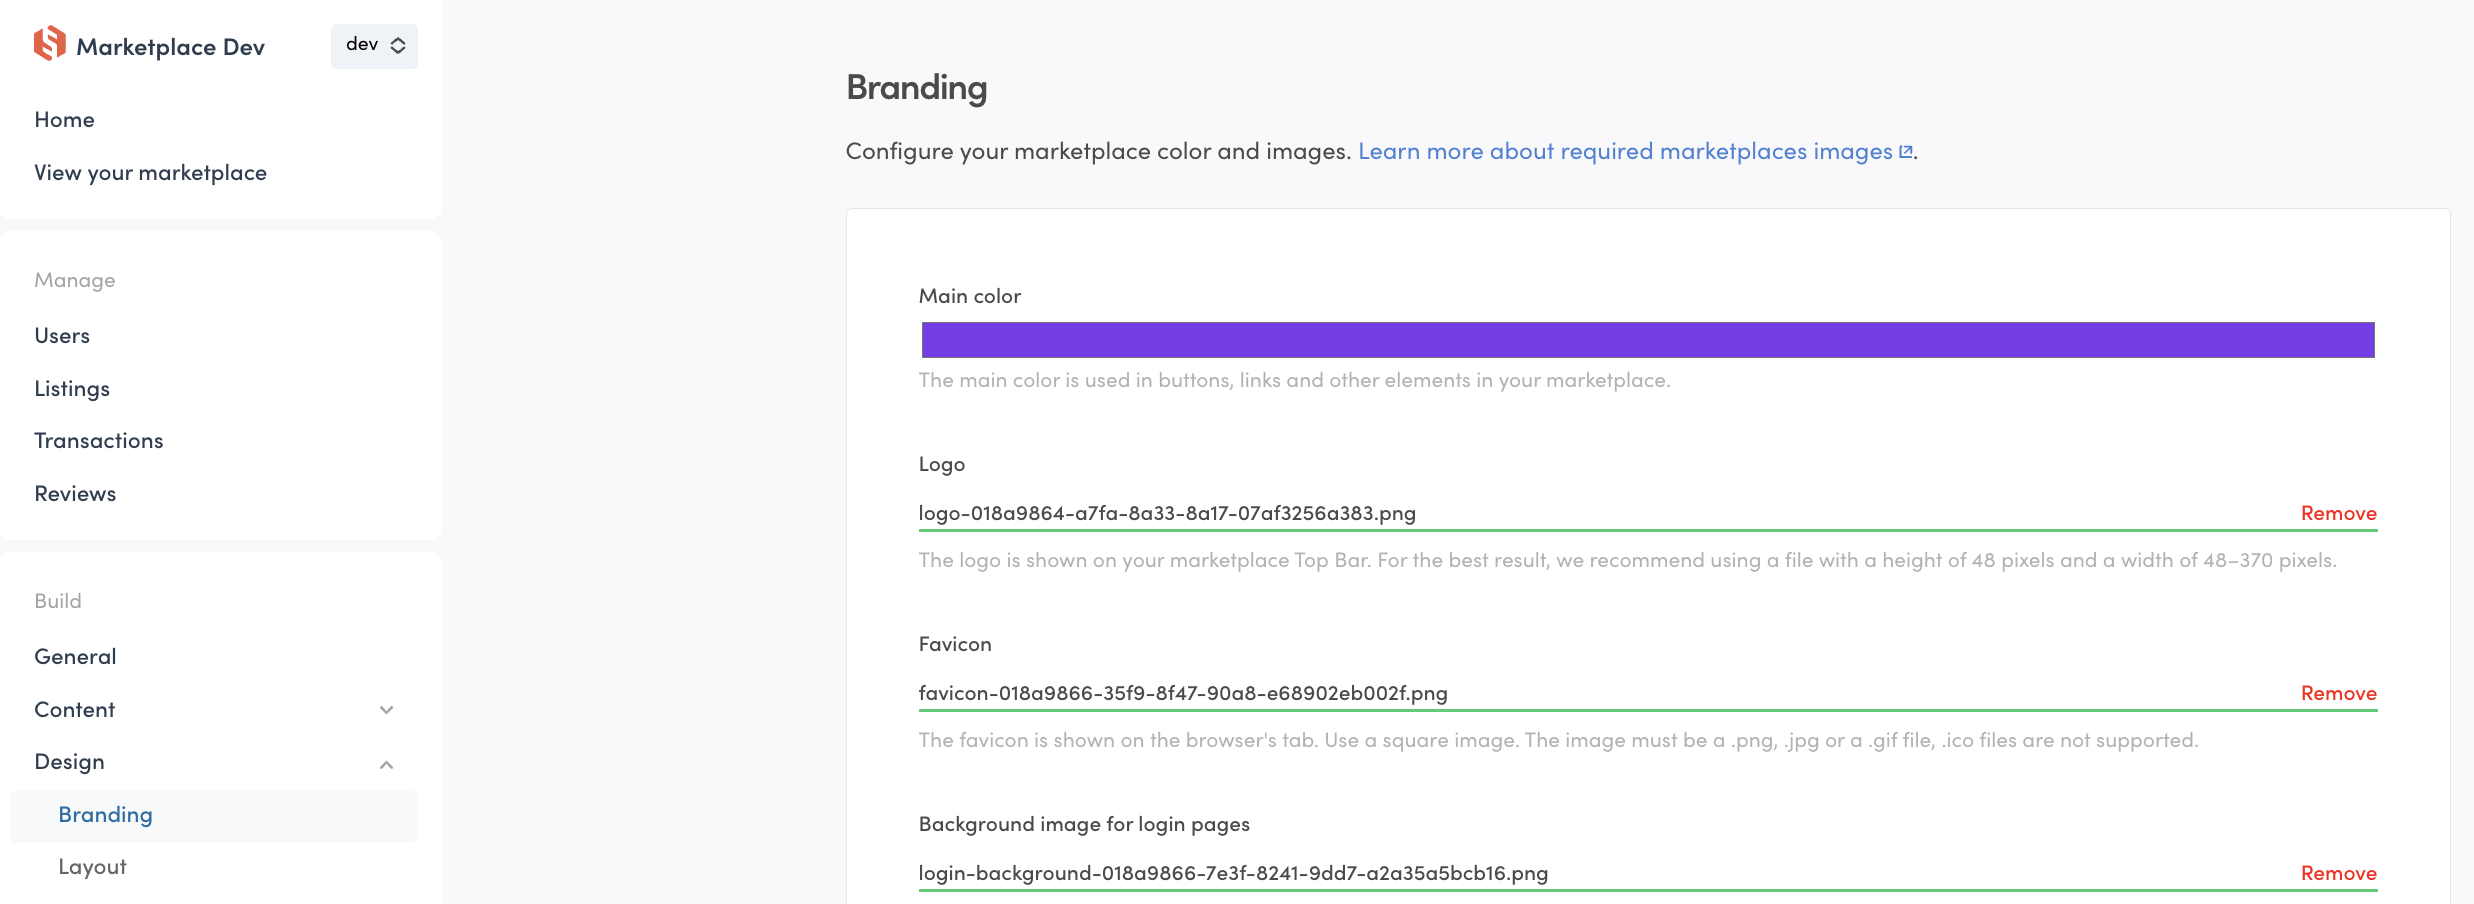 Marketplace Dev
dev
Home
View your marketplace
Manage
Users
Listings
Transactions
Reviews
Build
General
Content
Design
Branding
Layout
Branding
Configure your marketplace color and images. Learn more about required marketplaces images.
Main color
The main color is used in buttons, links and other elements in your marketplace.
Logo
logo-018a9864-a7fa-8a33-8a17-07af3256a383.png Remove
The logo is shown on your marketplace Top Bar. For the best result, we recommend using a file with a height of 48 pixels and a width of 48–370 pixels.
Favicon
favicon-018a9866-35f9-8f47-90a8-e68902eb002f.png Remove
The favicon is shown on the browser's tab. Use a square image. The image must be a .png, .jpg or a .gif file, .ico files are not supported.
Background image for login pages
login-background-018a9866-7e3f-8241-9dd7-a2a35a5bcb16.png Remove